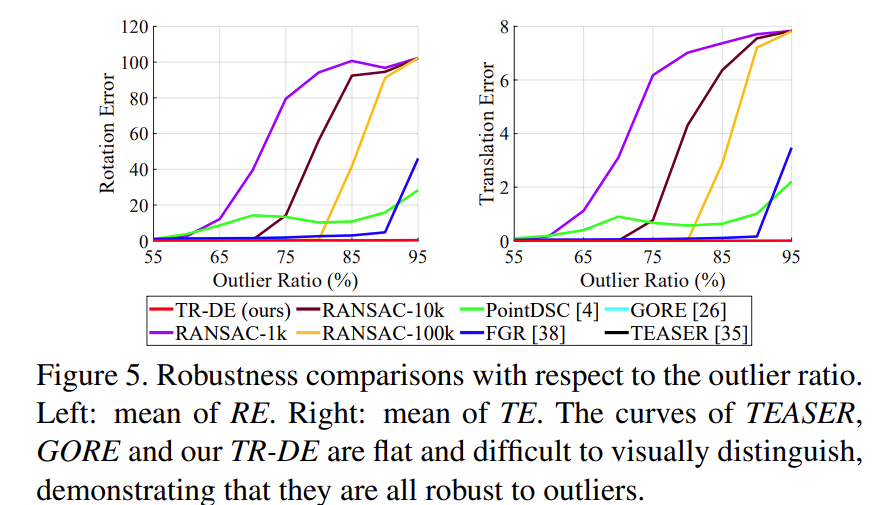 120
100
80
60
40
20
0
Rotation Error
55
65
75
85
95
Outlier Ratio (%)
8
6
4
2
0
Translation Error
55
65
75
85
95
Outlier Ratio (%)
TR-DE (ours) RANSAC-10k PointDSC [4] GORE [26]
RANSAC-1k RANSAC-100k FGR [38] TEASER [35]
Figure 5. Robustness comparisons with respect to the outlier ratio.
Left: mean of RE. Right: mean of TE. The curves of TEASER,
GORE and our TR-DE are flat and difficult to visually distinguish,
demonstrating that they are all robust to outliers.